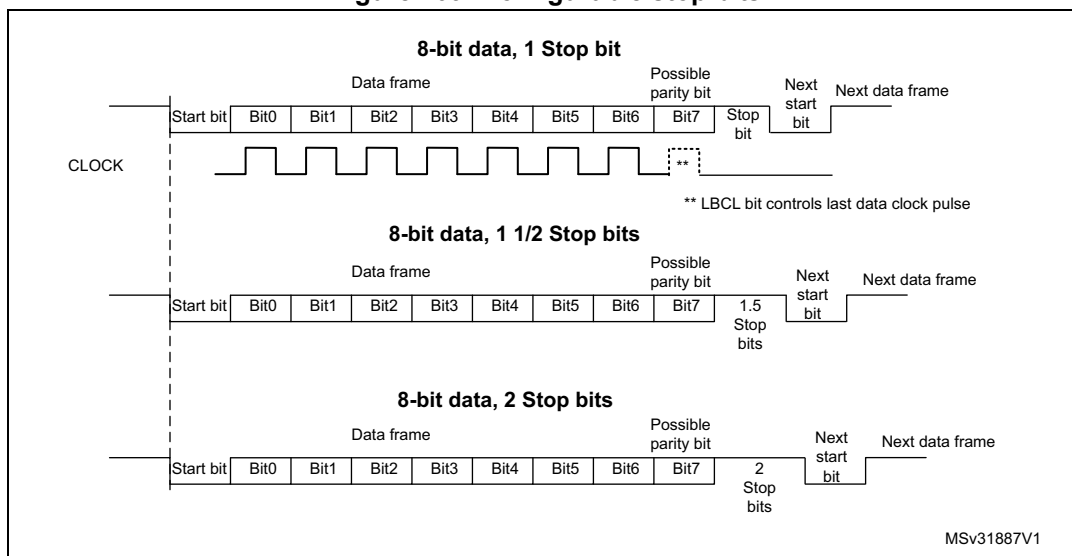 8-bit data, 1 Stop bit
Data frame
Possible
parity bit
Next
start
bit
Next data frame
Start bit Bit0 Bit1 Bit2 Bit3 Bit4 Bit5 Bit6 Bit7 Stop
bit
CLOCK
**
** LBCL bit controls last data clock pulse
8-bit data, 1 1/2 Stop bits
Data frame
Possible
parity bit
Next
start
bit
Next data frame
Start bit Bit0 Bit1 Bit2 Bit3 Bit4 Bit5 Bit6 Bit7 1.5
Stop
bits
8-bit data, 2 Stop bits
Data frame
Possible
parity bit
Next
start
bit
Next data frame
Start bit Bit0 Bit1 Bit2 Bit3 Bit4 Bit5 Bit6 Bit7 2
Stop
bits
MSv31887V1